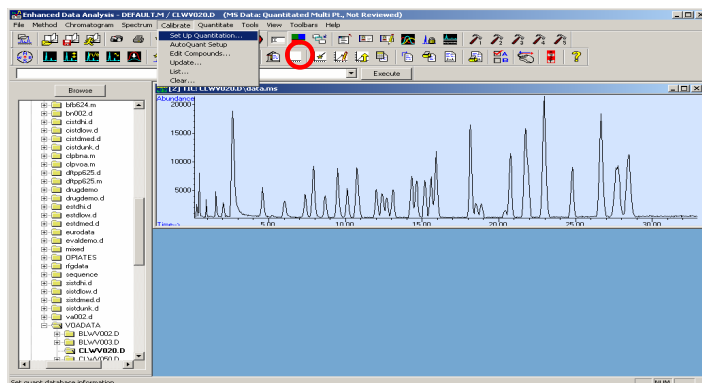 Enhanced Data Analysis - DEFAULT.M / CLWV020.D (MS Data: Quantitated Multi PL, Not Reviewed)
File Method Chromatogram Spectrum Calibrate Quantitate Tools View Toolbars Help
Set Up Quantitation...
AutoQuant Setup
Edit Compounds...
Update...
List...
Clear...
Execute
Browse
[2] TIC: CLWV020.D\data.ms
Abundance
20000
15000
10000
5000
Time-->
5.00 10.00 15.00 20.00 25.00 30.00
bfb624.m
bn002.d
cistdhi.d
cistdlow.d
cistdmed.d
cistdunk.d
clpbna.m
clpvoa.m
dftpp625.d
dftpp625.m
drugdemo
drugdemo.d
estdhi.d
estdlow.d
estdmed.d
eurodata
evaldemo.d
mixed
OPIATES
rfgdata
sequence
sistdhi.d
sistdlow.d
sistdmed.d
sistdunk.d
va002.d
VOADATA
BLWV002.D
BLWV003.D
CLWV020.D
CLWV050.D
Set quant database information
NUM